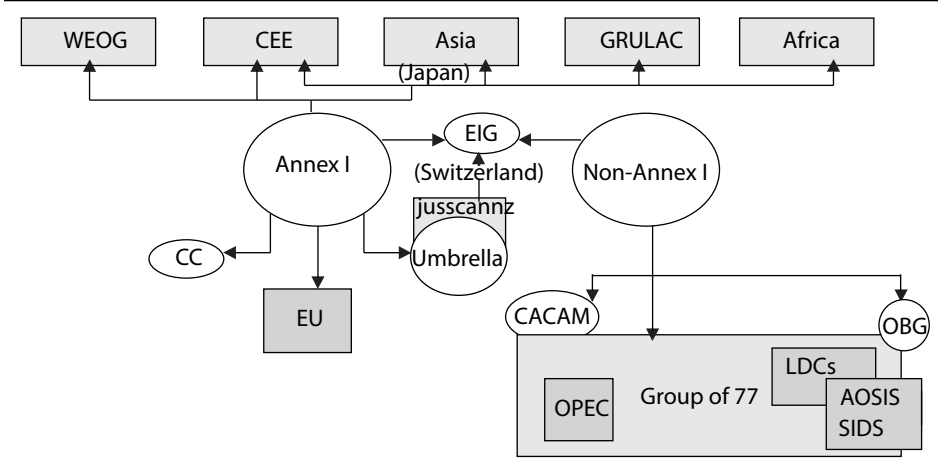 WEOG
CEE
Asia
GRULAC
Africa
(Japan)
EIG
Annex I
(Switzerland)
Non-Annex I
jusscannz
CC
Umbrella
EU
CACAM
OBG
LDCs
Group of 77
AOSIS
OPEC
SIDS